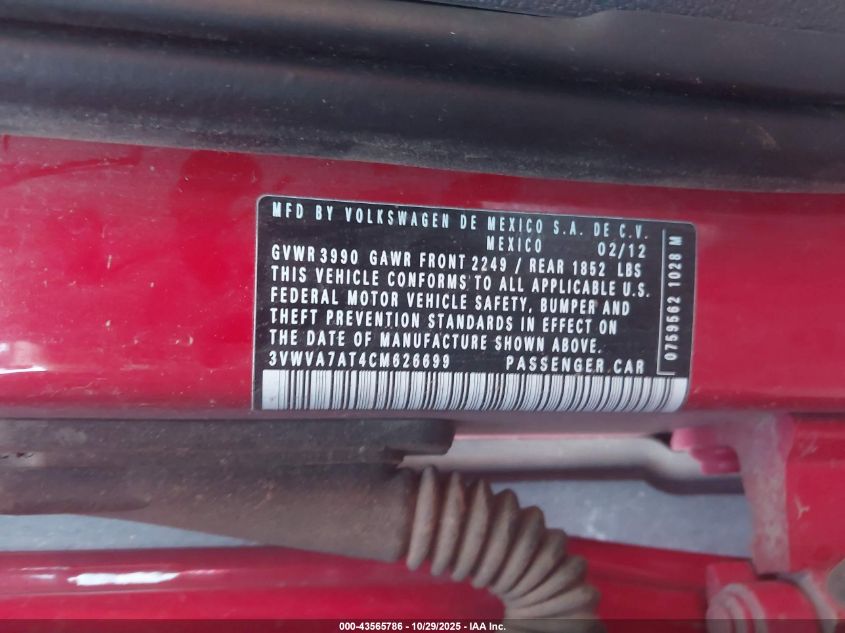 MFD BY VOLKSWAGEN DE MEXICO S.A. DE C.V.
MEXICO 02/12
GVWR 3990 GAWR FRONT 2249 / REAR 1852 LBS
THIS VEHICLE CONFORMS TO ALL APPLICABLE U.S.
FEDERAL MOTOR VEHICLE SAFETY, BUMPER AND
THEFT PREVENTION STANDARDS IN EFFECT ON
THE DATE OF MANUFACTURE SHOWN ABOVE.
3VWVA7AT4CM626699 PASSENGER CAR
0759562 1028 M
000-43565786 - 10/29/2025 - IAA Inc.